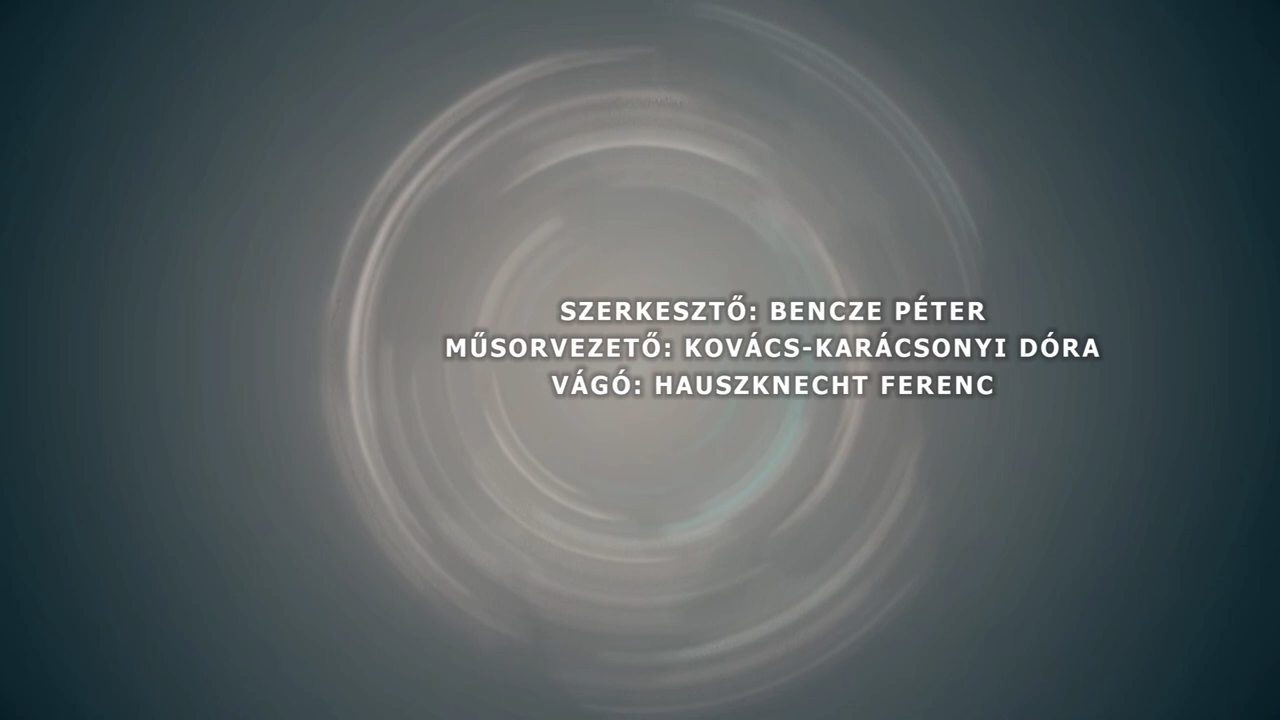 SZERKESZTŐ: BENCZE PÉTER
MŰSORVEZETŐ: KOVÁCS-KARÁCSONYI DÓRA
VÁGÓ: HAUSZKNECHT FERENC